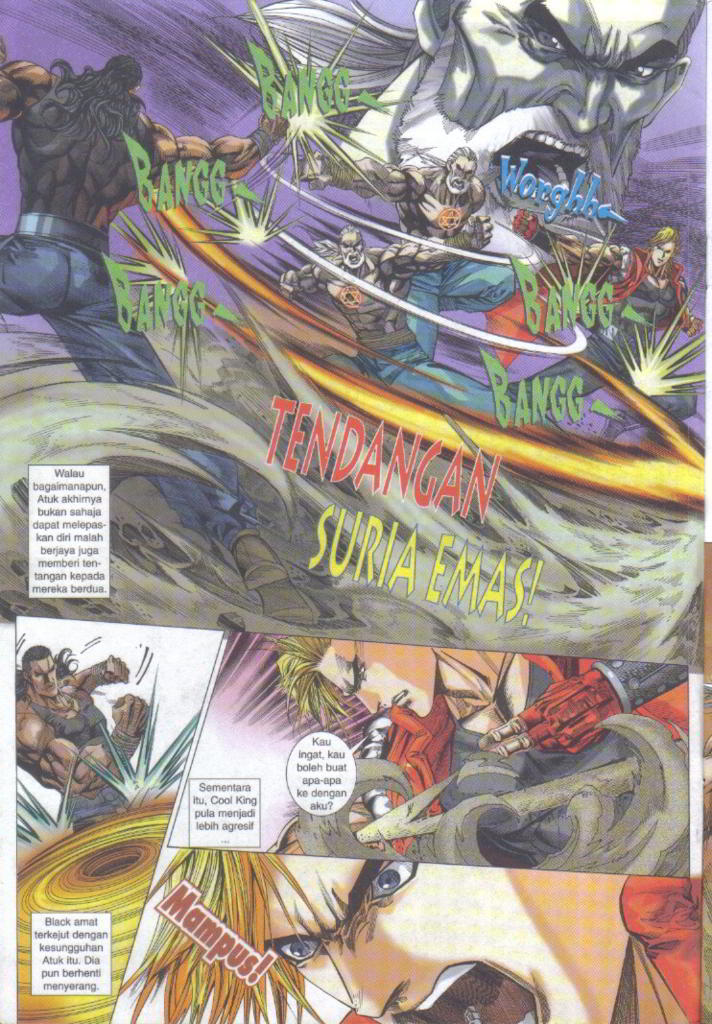 BANGG
BANGG
Worghh
BANGG
BANGG
BANGG
TENDANGAN
SURIA EMAS!
Walau
bagaimanapun,
Atuk akhirnya
bukan sahaja
dapat melepas-
kan diri malah
berjaya juga
memberi ten-
tangan kepada
mereka berdua.
Kau
ingat, kau
boleh buat
apa-apa
ke dengan
aku?
Sementara
itu, Cool King
pula menjadi
lebih agresif
...
Mampus!
Black amat
terkejut dengan
kesungguhan
Atuk itu. Dia
pun berhenti
menyerang.